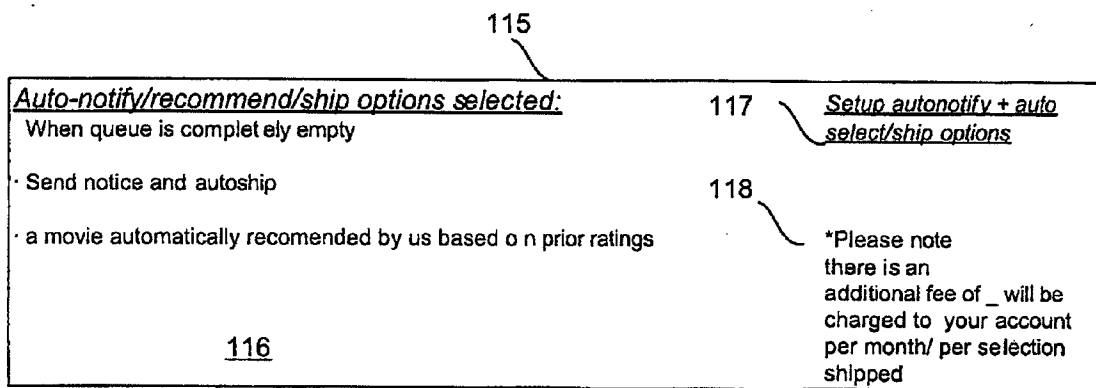 115
Auto-notify/recommend/ship options selected:
When queue is completely empty
· Send notice and autoship
· a movie automatically recomended by us based o n prior ratings
116
117
Setup autonotify + auto
select/ship options
118
*Please note
there is an
additional fee of _ will be
charged to your account
per month/ per selection
shipped